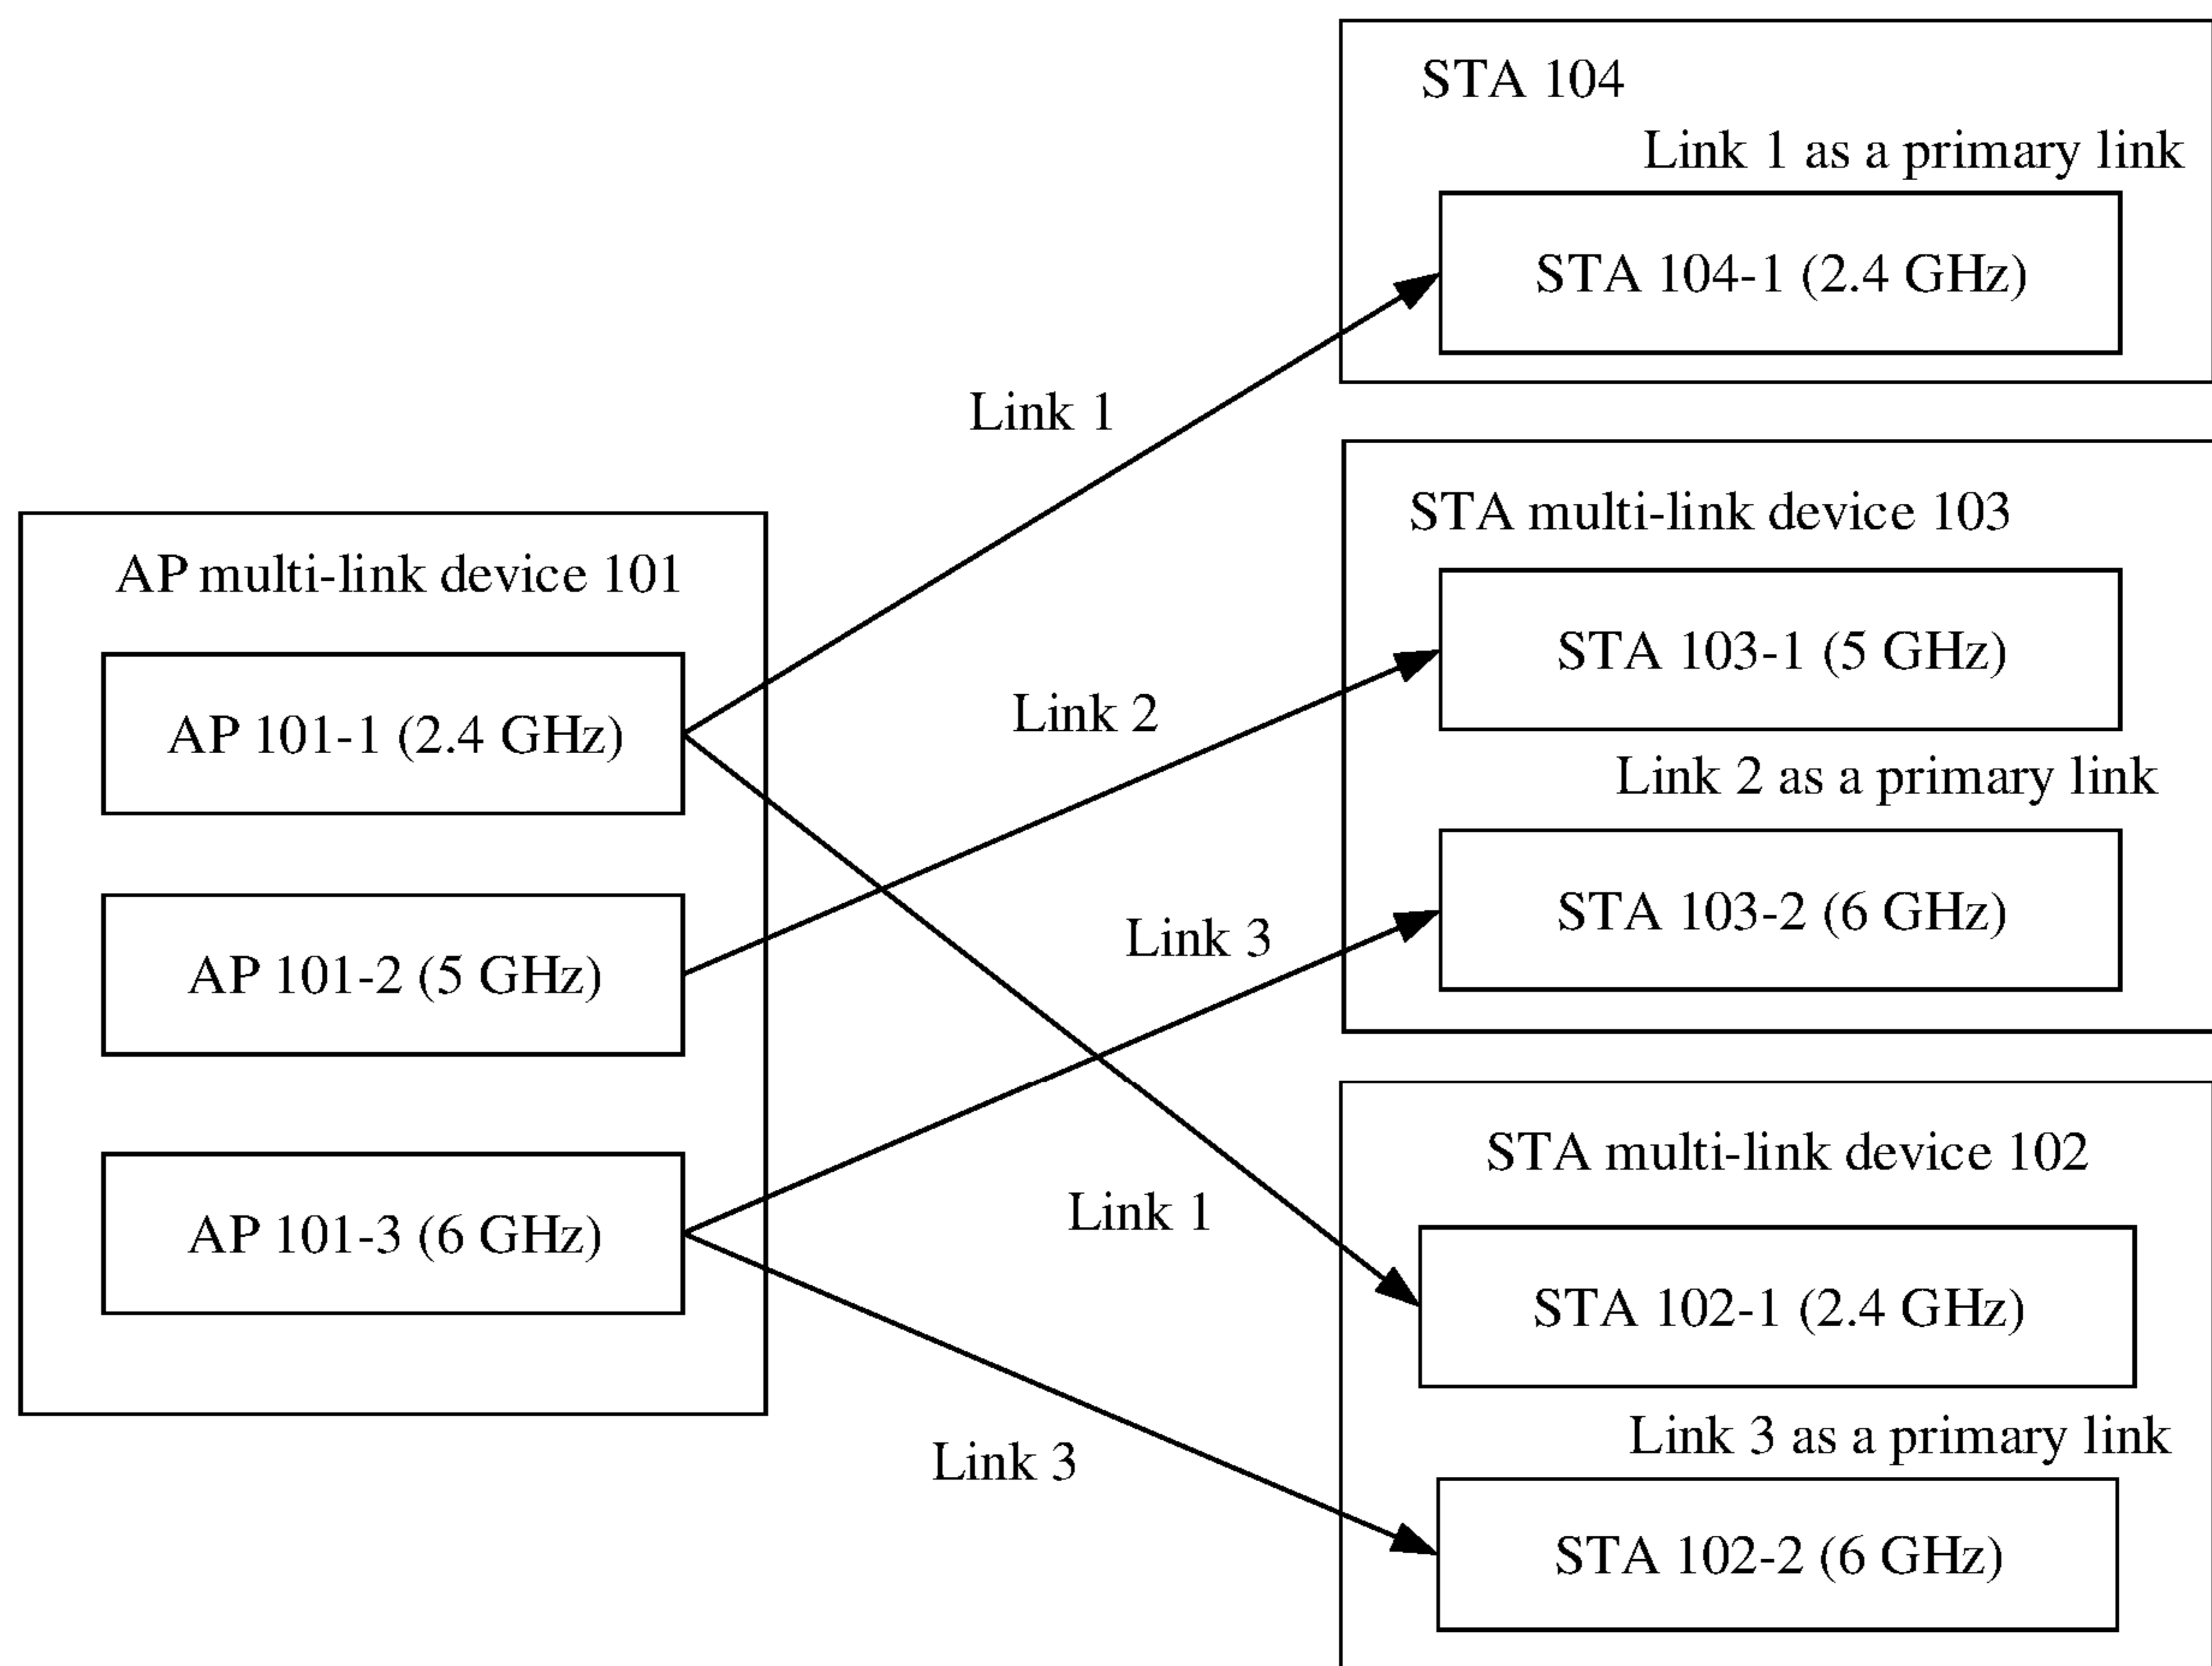 STA 104
Link 1 as a primary link
STA 104-1 (2.4 GHz)
Link 1
STA multi-link device 103
AP multi-link device 101
STA 103-1 (5 GHz)
Link 2
AP 101-1 (2.4 GHz)
Link 2 as a primary link
STA 103-2 (6 GHz)
Link 3
AP 101-2 (5 GHz)
STA multi-link device 102
Link 1
AP 101-3 (6 GHz)
STA 102-1 (2.4 GHz)
Link 3 as a primary link
Link 3
STA 102-2 (6 GHz)